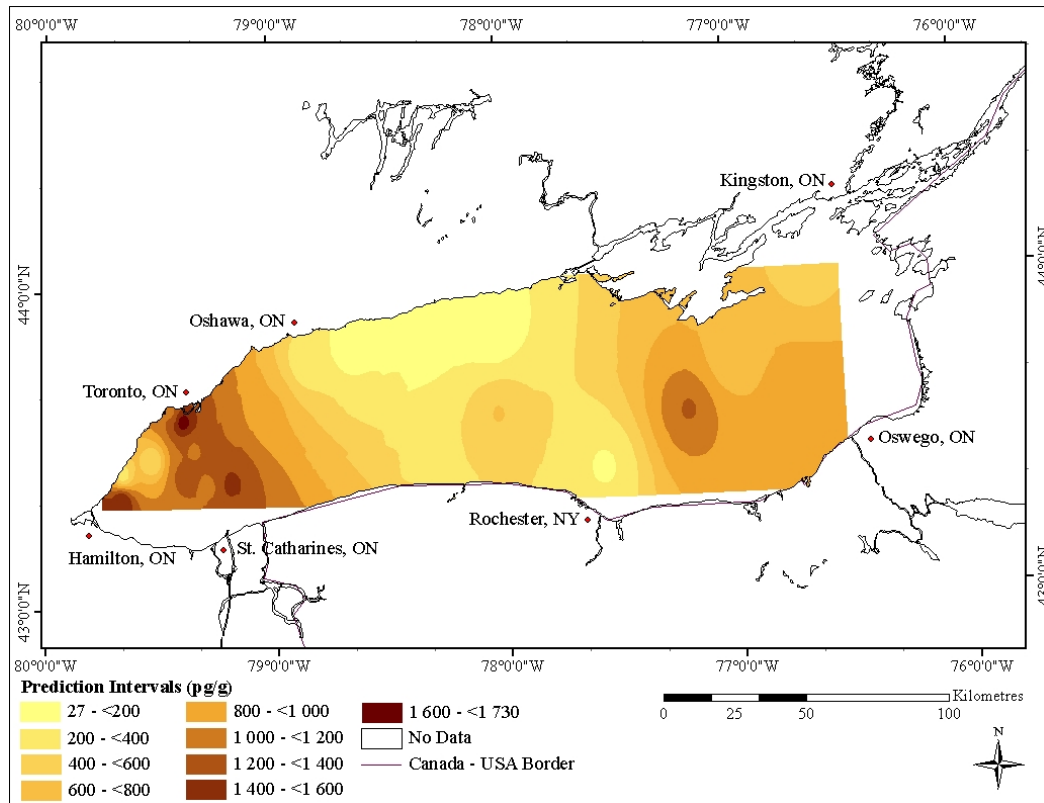 80°0'0"W 79°0'0"W 78°0'0"W 77°0'0"W 76°0'0"W
44°0'0"N
44°0'0"N
43°0'0"N
43°0'0"N
Kingston, ON
Oshawa, ON
Toronto, ON
Oswego, ON
Rochester, NY
Hamilton, ON
St. Catharines, ON
80°0'0"W 79°0'0"W 78°0'0"W 77°0'0"W 76°0'0"W
Prediction Intervals (pg/g)
27 - <200
200 - <400
400 - <600
600 - <800
800 - <1 000
1 000 - <1 200
1 200 - <1 400
1 400 - <1 600
1 600 - <1 730
No Data
Canada - USA Border
Kilometres
0 25 50 100
N